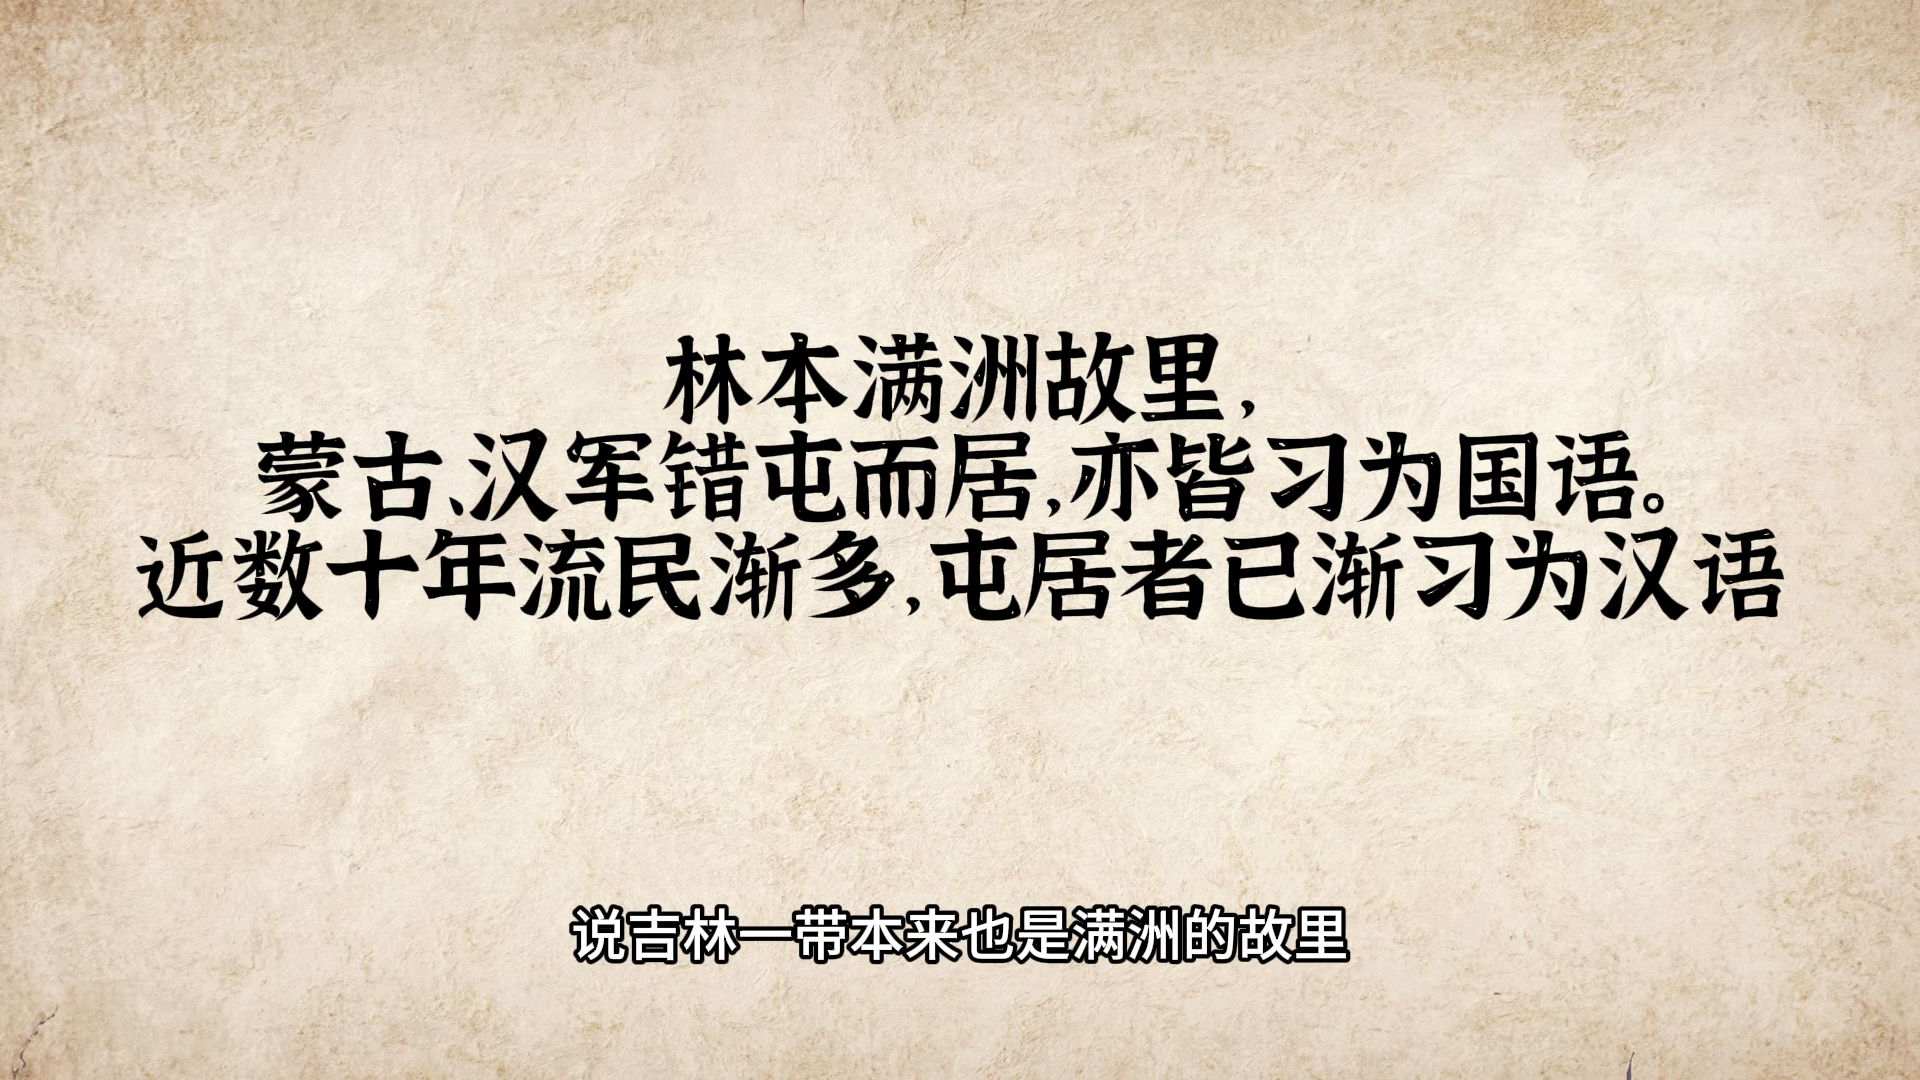 林本满洲故里，
蒙古、汉军错屯而居，亦皆习为国语。
近数十年流民渐多，屯居者已渐习为汉语
说吉林一带本来也是满洲的故里